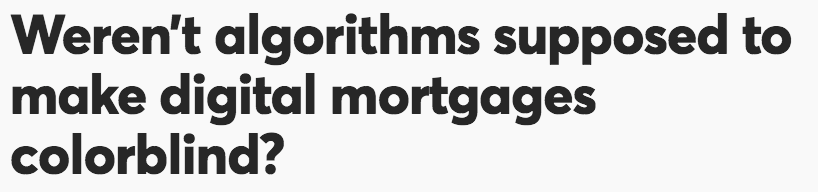 Weren’t algorithms supposed to
make digital mortgages
colorblind?